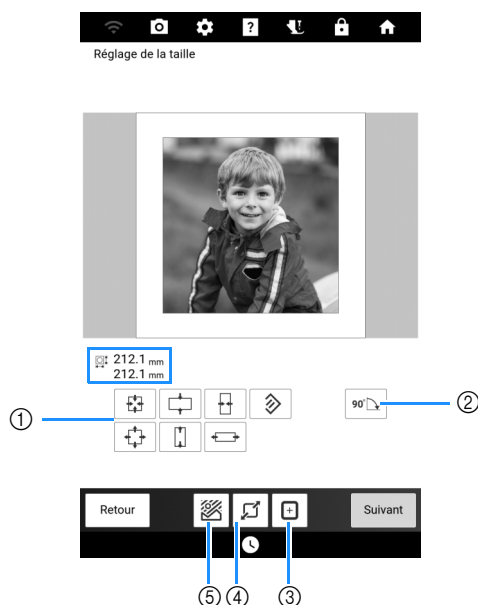 ?
Réglage de la taille
212.1 mm
212.1 mm
①
90°
②
Retour
Suivant
⑤ ④ ③